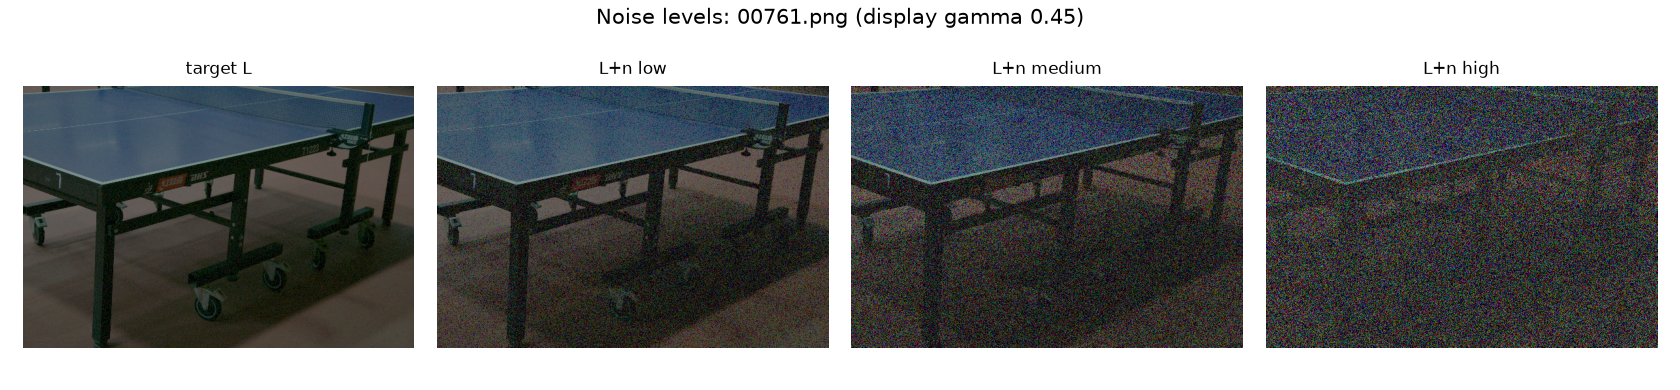 Noise levels: 00761.png (display gamma 0.45)
target L
L+n low
L+n medium
L+n high